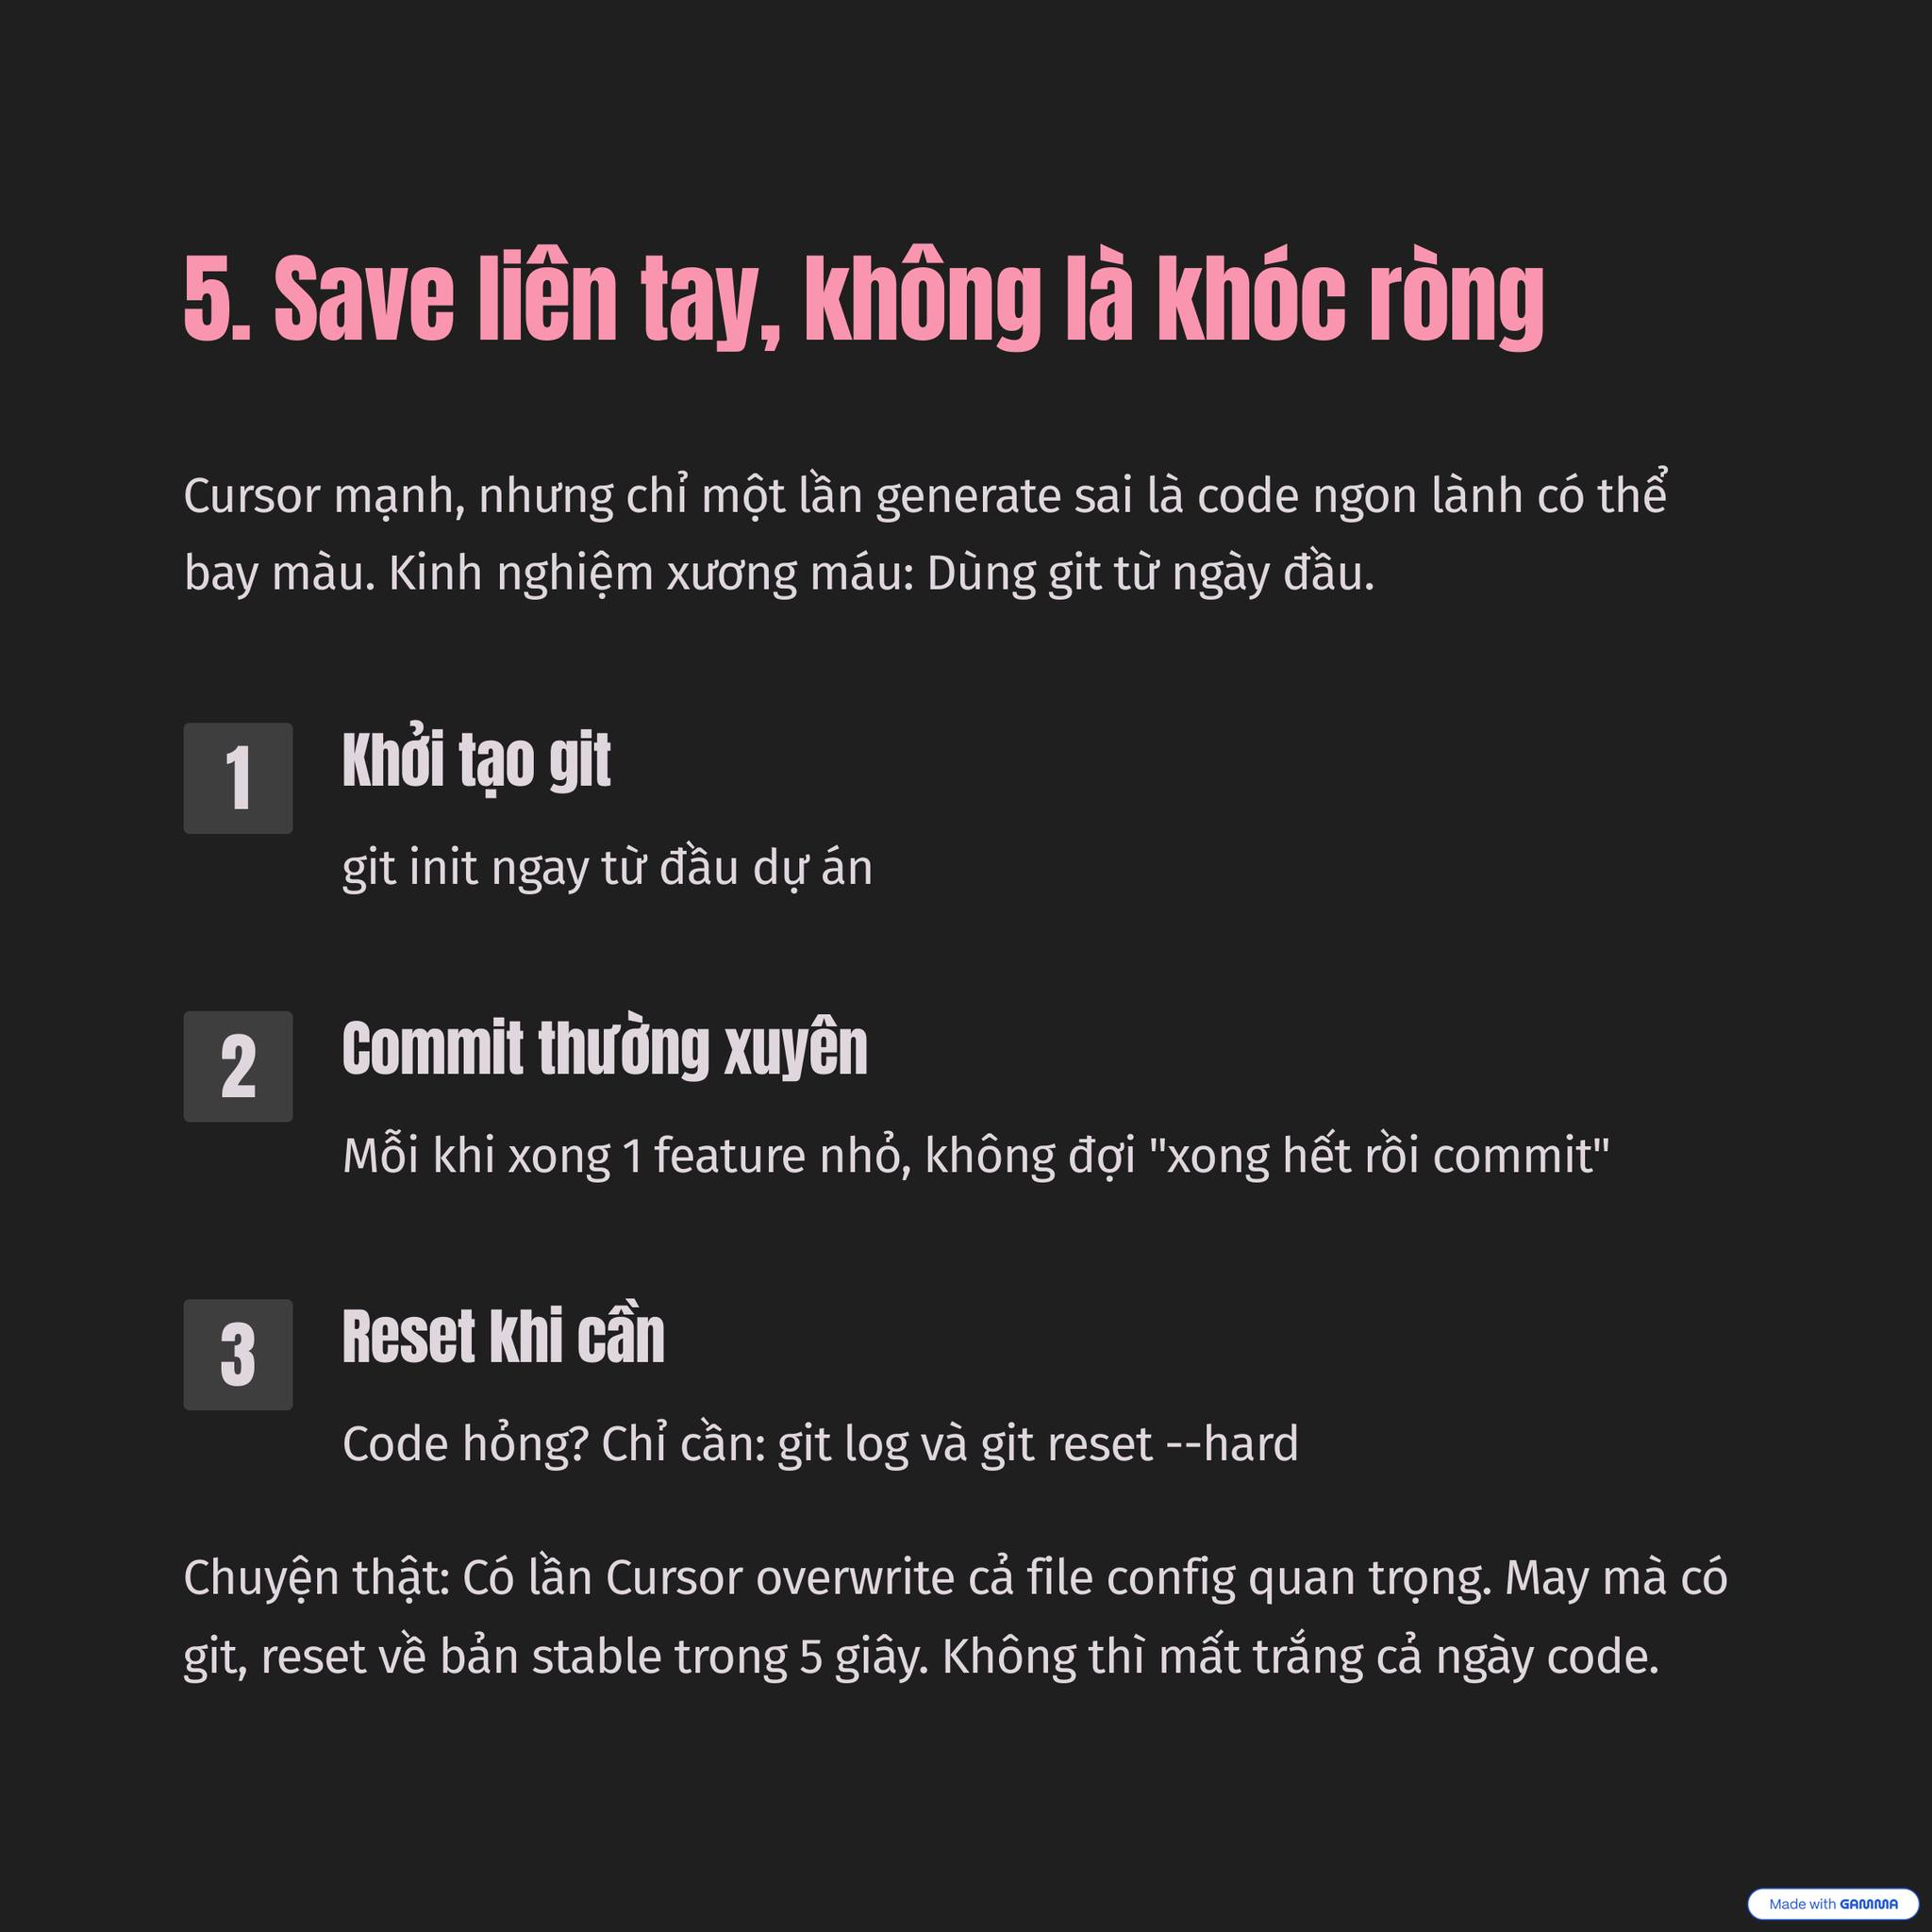 5. Save liên tay, không là khóc ròng
Cursor mạnh, nhưng chỉ một lần generate sai là code ngon lành có thể
bay màu. Kinh nghiệm xương máu: Dùng git từ ngày đầu.
1
Khởi tạo git
git init ngay từ đầu dự án
2
Commit thường xuyên
Mỗi khi xong 1 feature nhỏ, không đợi "xong hết rồi commit"
3
Reset khi cần
Code hỏng? Chỉ cần: git log và git reset --hard
Chuyện thật: Có lần Cursor overwrite cả file config quan trọng. May mà có
git, reset về bản stable trong 5 giây. Không thì mất trắng cả ngày code.
Made with GAMMA